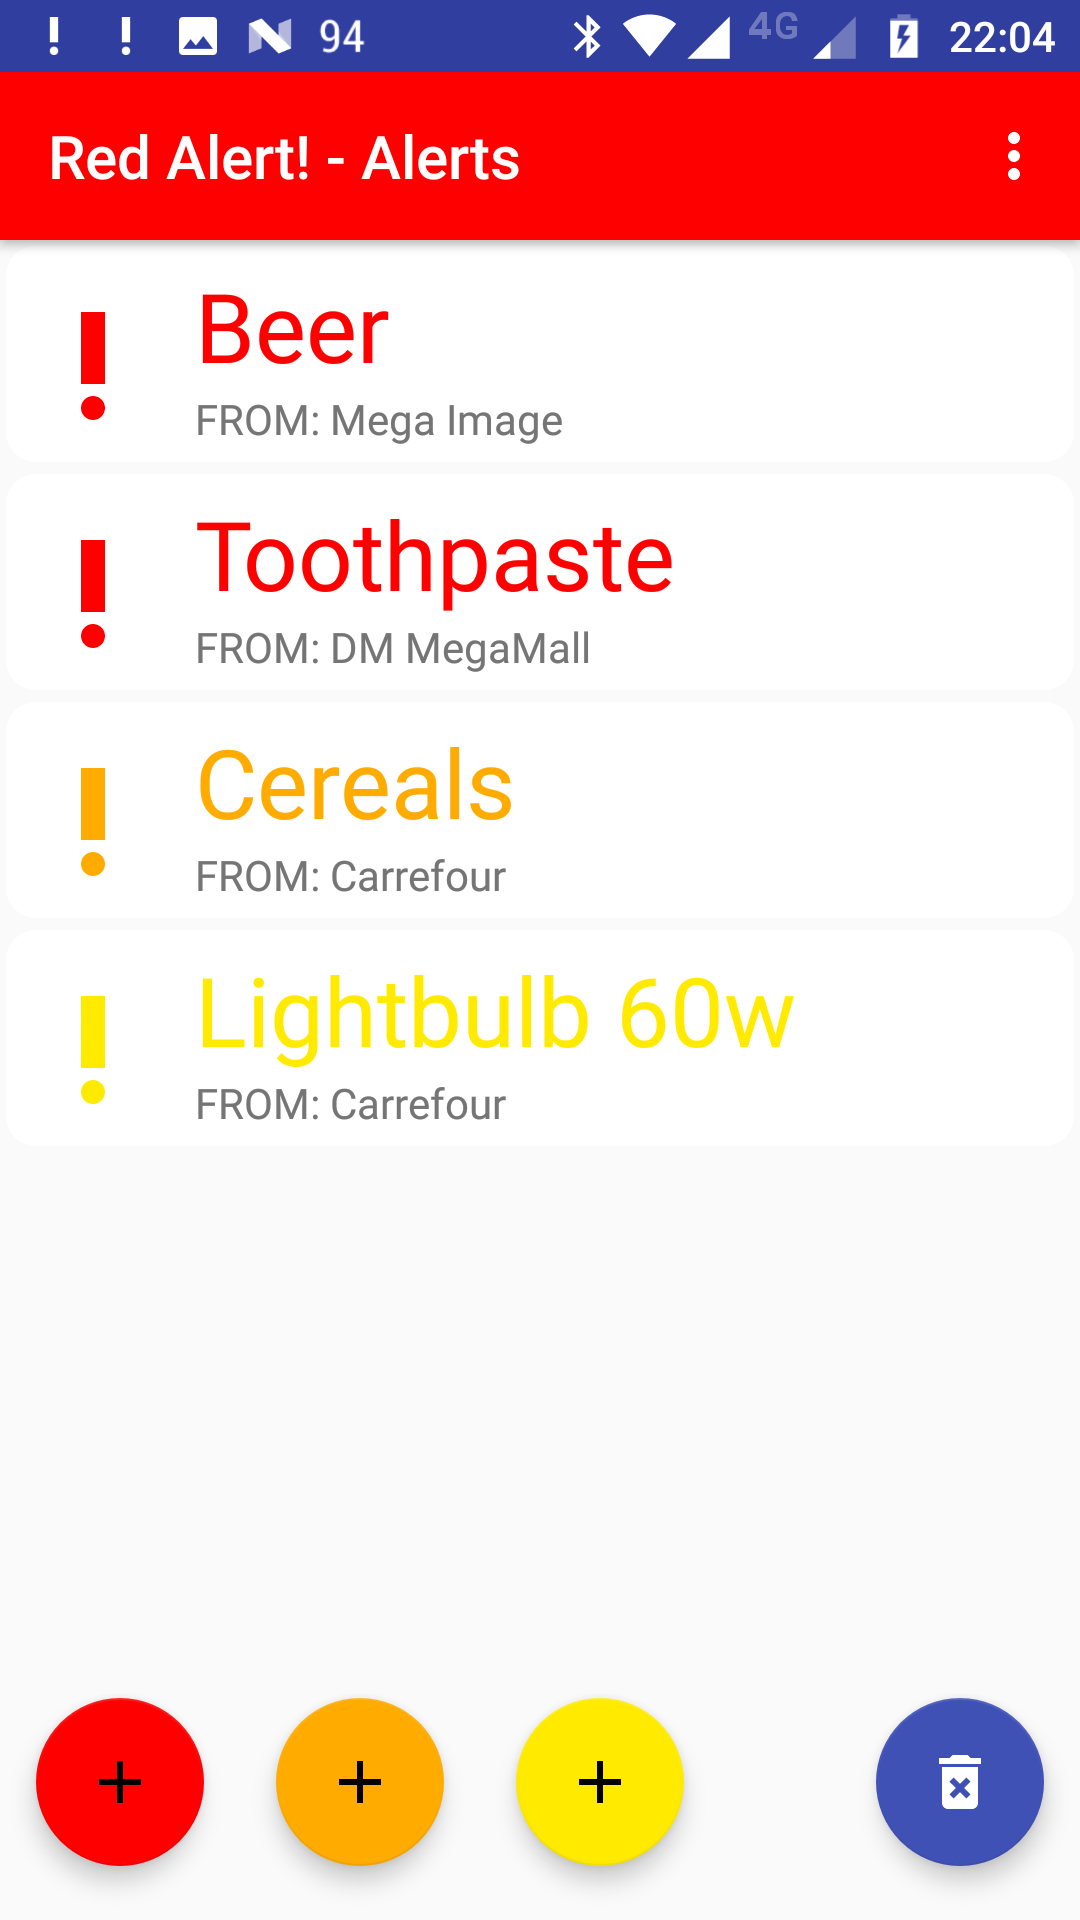 94 4G 22:04
Red Alert! - Alerts
Beer
FROM: Mega Image
Toothpaste
FROM: DM MegaMall
Cereals
FROM: Carrefour
Lightbulb 60w
FROM: Carrefour